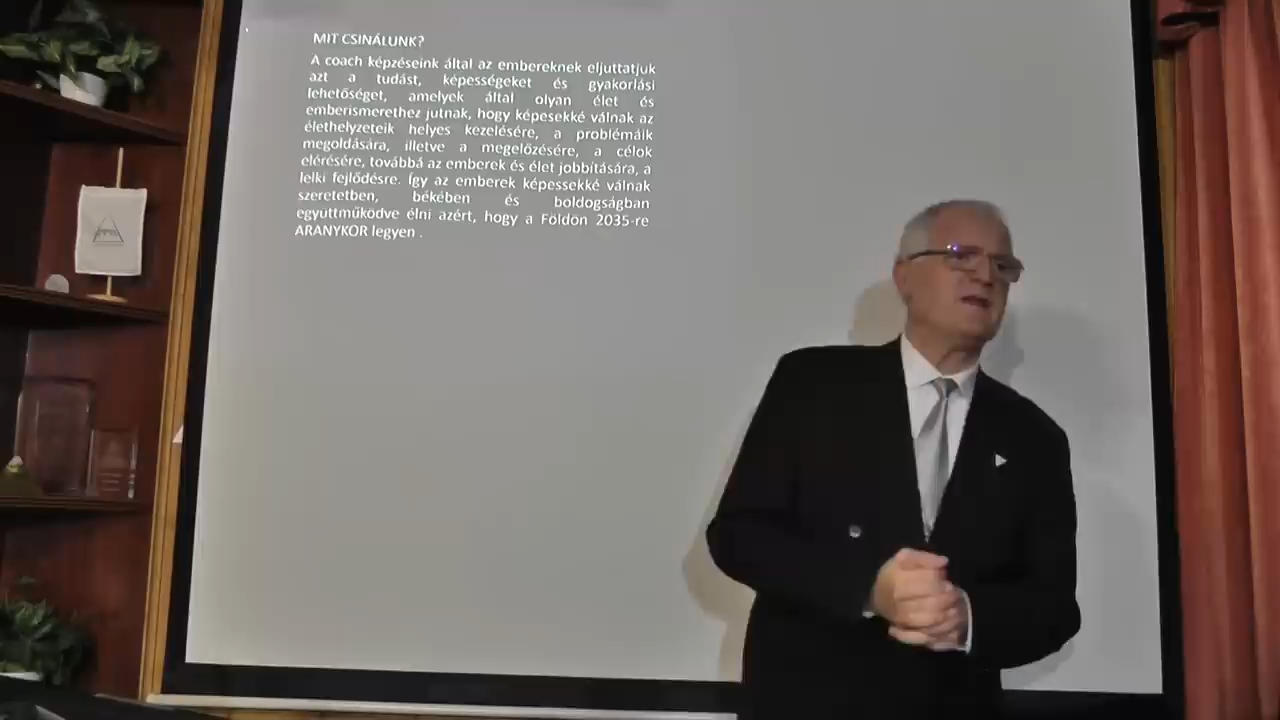 MIT CSINÁLUNK?
A coach képzéseink által az embereknek eljuttatjuk
azt a tudást, képességeket és gyakorlási
lehetőséget, amelyek által olyan élet és
emberismerethez jutnak, hogy képesekké válnak az
élethelyzeteik helyes kezelésére, a problémáik
megoldására, illetve a megelőzésére, a célok
elérésére, továbbá az emberek és élet jobbítására, a
lelki fejlődésre. Így az emberek képessekké válnak
szeretetben, békében és boldogságban
együttműködve élni azért, hogy a Földön 2035-re
ARANYKOR legyen .